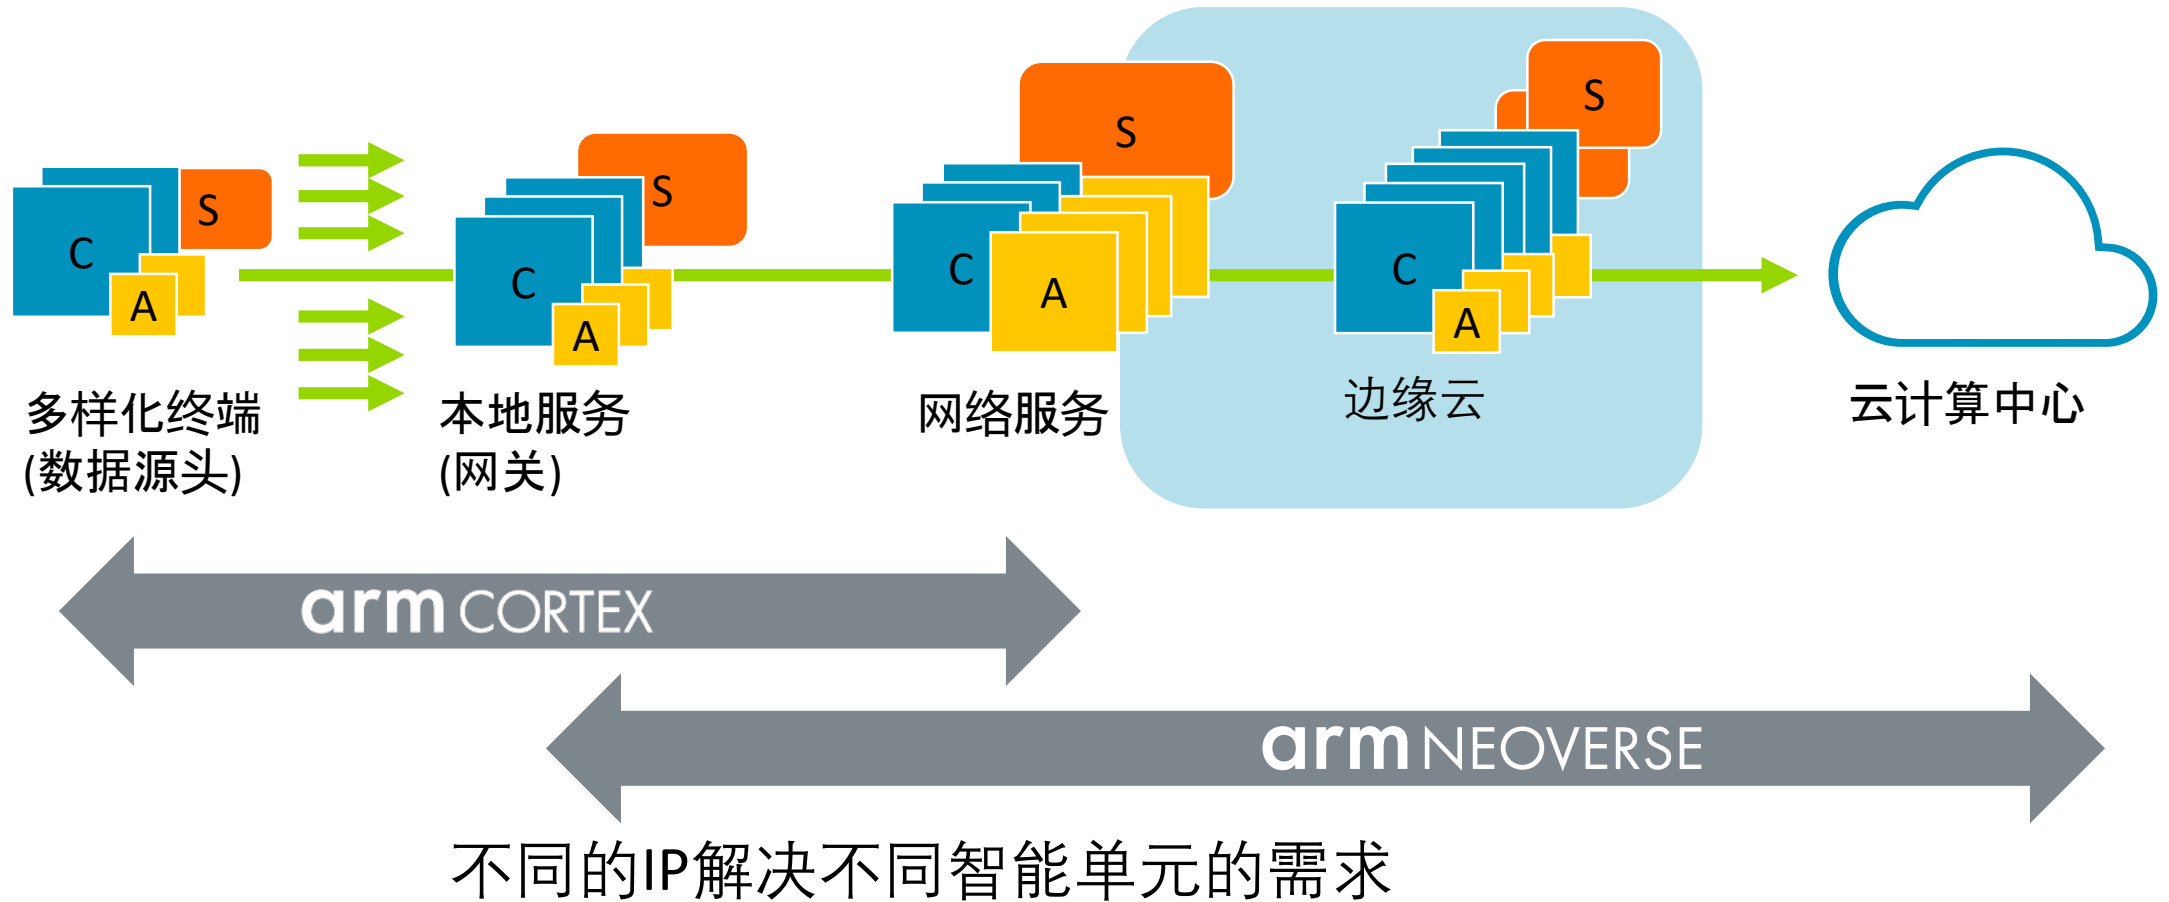 C
S
A
C
S
A
C
S
A
C
S
A
多样化终端
(数据源头)
本地服务
(网关)
网络服务
边缘云
云计算中心
arm CORTEX
arm NEOVERSE
不同的IP解决不同智能单元的需求